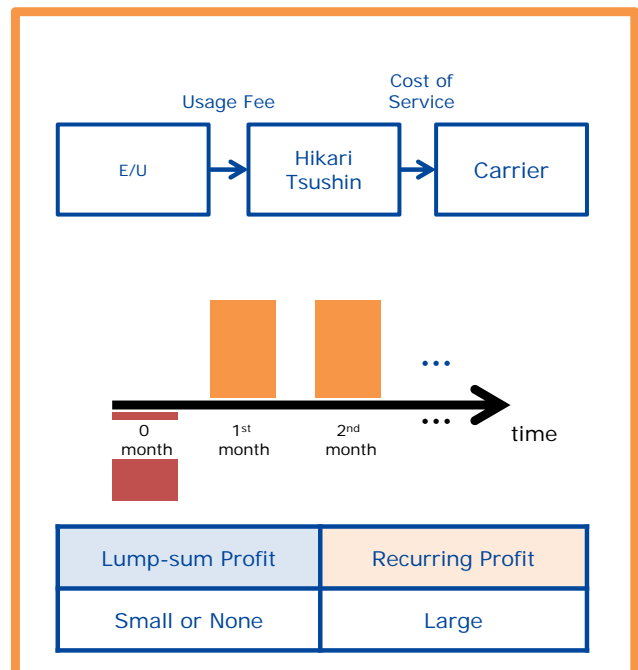 Usage Fee
Cost of
Service
E/U
Hikari
Tsushin
Carrier
...
0
month
1st
month
2nd
month
...
time
Lump-sum Profit
Recurring Profit
Small or None
Large